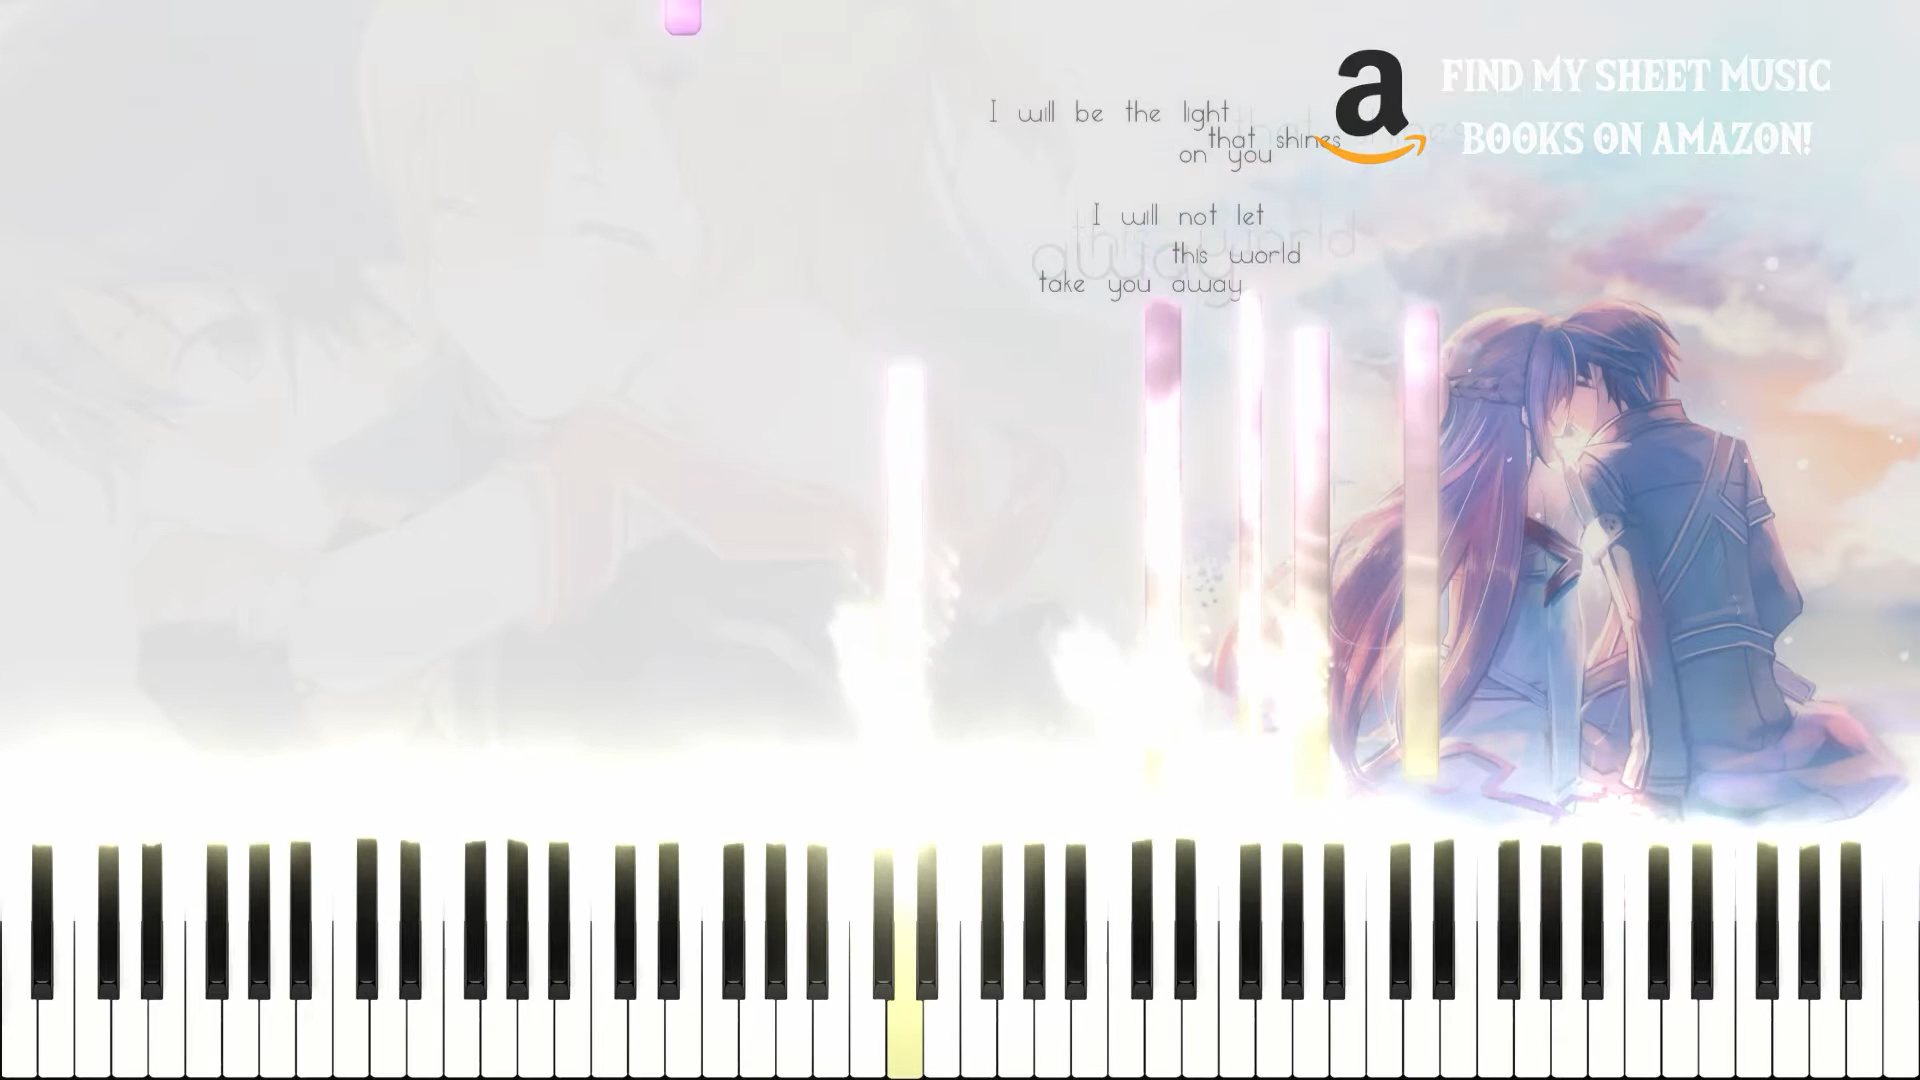 I will be the light
that shines
on you
I will not let
this world
take you away
a
FIND MY SHEET MUSIC
BOOKS ON AMAZON!